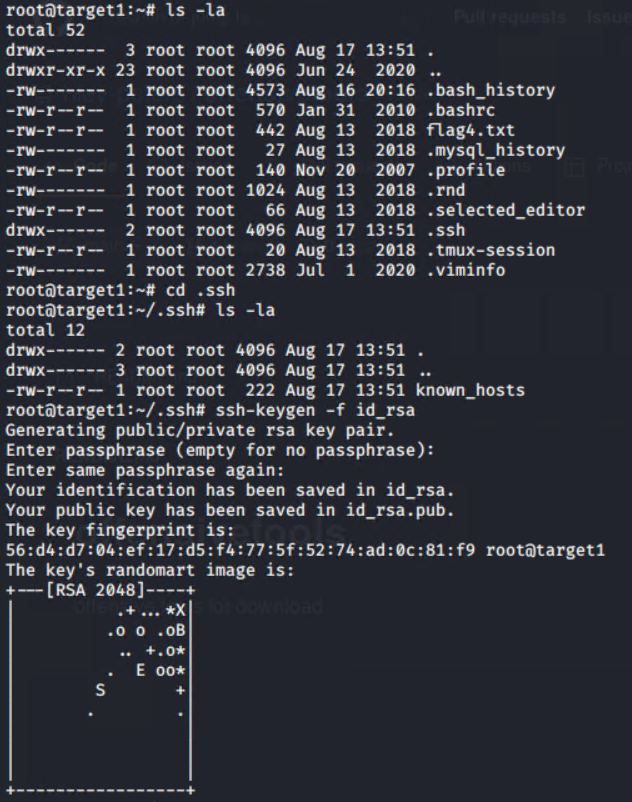 root@target1:~# ls -la
total 52
drwx------  3 root root 4096 Aug 17 13:51 .
drwxr-xr-x 23 root root 4096 Jun 24  2020 ..
-rw-------  1 root root 4573 Aug 16 20:16 .bash_history
-rw-r--r--  1 root root  570 Jan 31  2010 .bashrc
-rw-r--r--  1 root root  442 Aug 13  2018 flag4.txt
-rw-------  1 root root   27 Aug 13  2018 .mysql_history
-rw-r--r--  1 root root  140 Nov 20  2007 .profile
-rw-------  1 root root 1024 Aug 13  2018 .rnd
-rw-r--r--  1 root root   66 Aug 13  2018 .selected_editor
drwx------  2 root root 4096 Aug 17 13:51 .ssh
-rw-r--r--  1 root root   20 Aug 13  2018 .tmux-session
-rw-------  1 root root 2738 Jul  1  2020 .viminfo
root@target1:~# cd .ssh
root@target1:~/.ssh# ls -la
total 12
drwx------ 2 root root 4096 Aug 17 13:51 .
drwx------ 3 root root 4096 Aug 17 13:51 ..
-rw-r--r-- 1 root root  222 Aug 17 13:51 known_hosts
root@target1:~/.ssh# ssh-keygen -f id_rsa
Generating public/private rsa key pair.
Enter passphrase (empty for no passphrase):
Enter same passphrase again:
Your identification has been saved in id_rsa.
Your public key has been saved in id_rsa.pub.
The key fingerprint is:
56:d4:d7:04:ef:17:d5:f4:77:5f:52:74:ad:0c:81:f9 root@target1
The key's randomart image is:
+---[RSA 2048]----+
|          .+ ... *X|
|         .o o .oB|
|          .. +.o*|
|         .  E oo*|
|        S       +|
|       .        .|
|                 |
|                 |
|                 |
+-----------------+